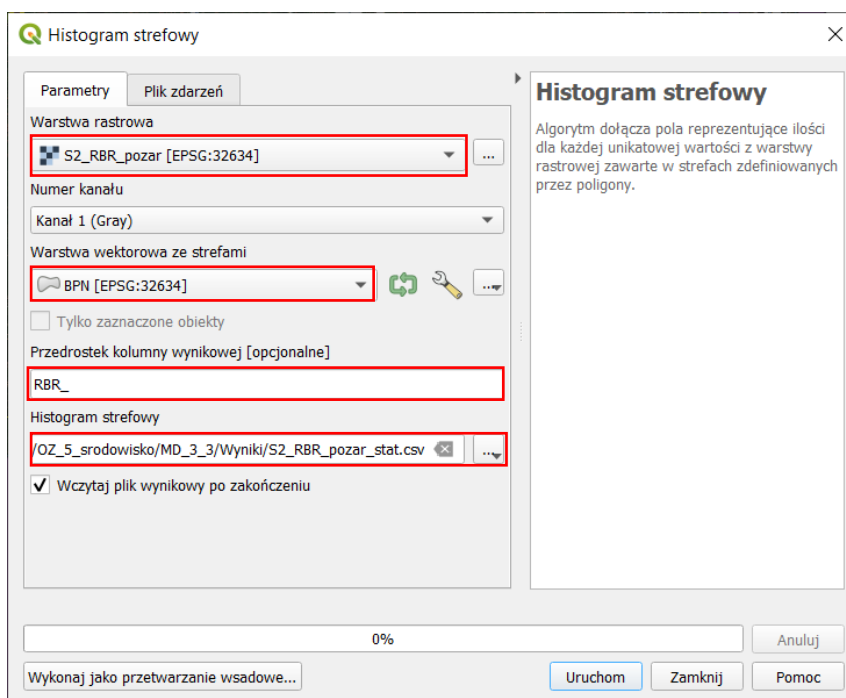 Histogram strefowy
Parametry
Plik zdarzeń
Warstwa rastrowa
S2_RBR_pozar [EPSG:32634]
...
Numer kanału
Kanał 1 (Gray)
Warstwa wektorowa ze strefami
BPN [EPSG:32634]
...
Tylko zaznaczone obiekty
Przedrostek kolumny wynikowej [opcjonalne]
RBR_
Histogram strefowy
/OZ_5_srodowisko/MD_3_3/Wyniki/S2_RBR_pozar_stat.csv
...
Wczytaj plik wynikowy po zakończeniu
Histogram strefowy
Algorytm dołącza pola reprezentujące ilości
dla każdej unikatowej wartości z warstwy
rastrowej zawarte w strefach zdefiniowanych
przez poligony.
0%
Anuluj
Wykonaj jako przetwarzanie wsadowe...
Uruchom
Zamknij
Pomoc